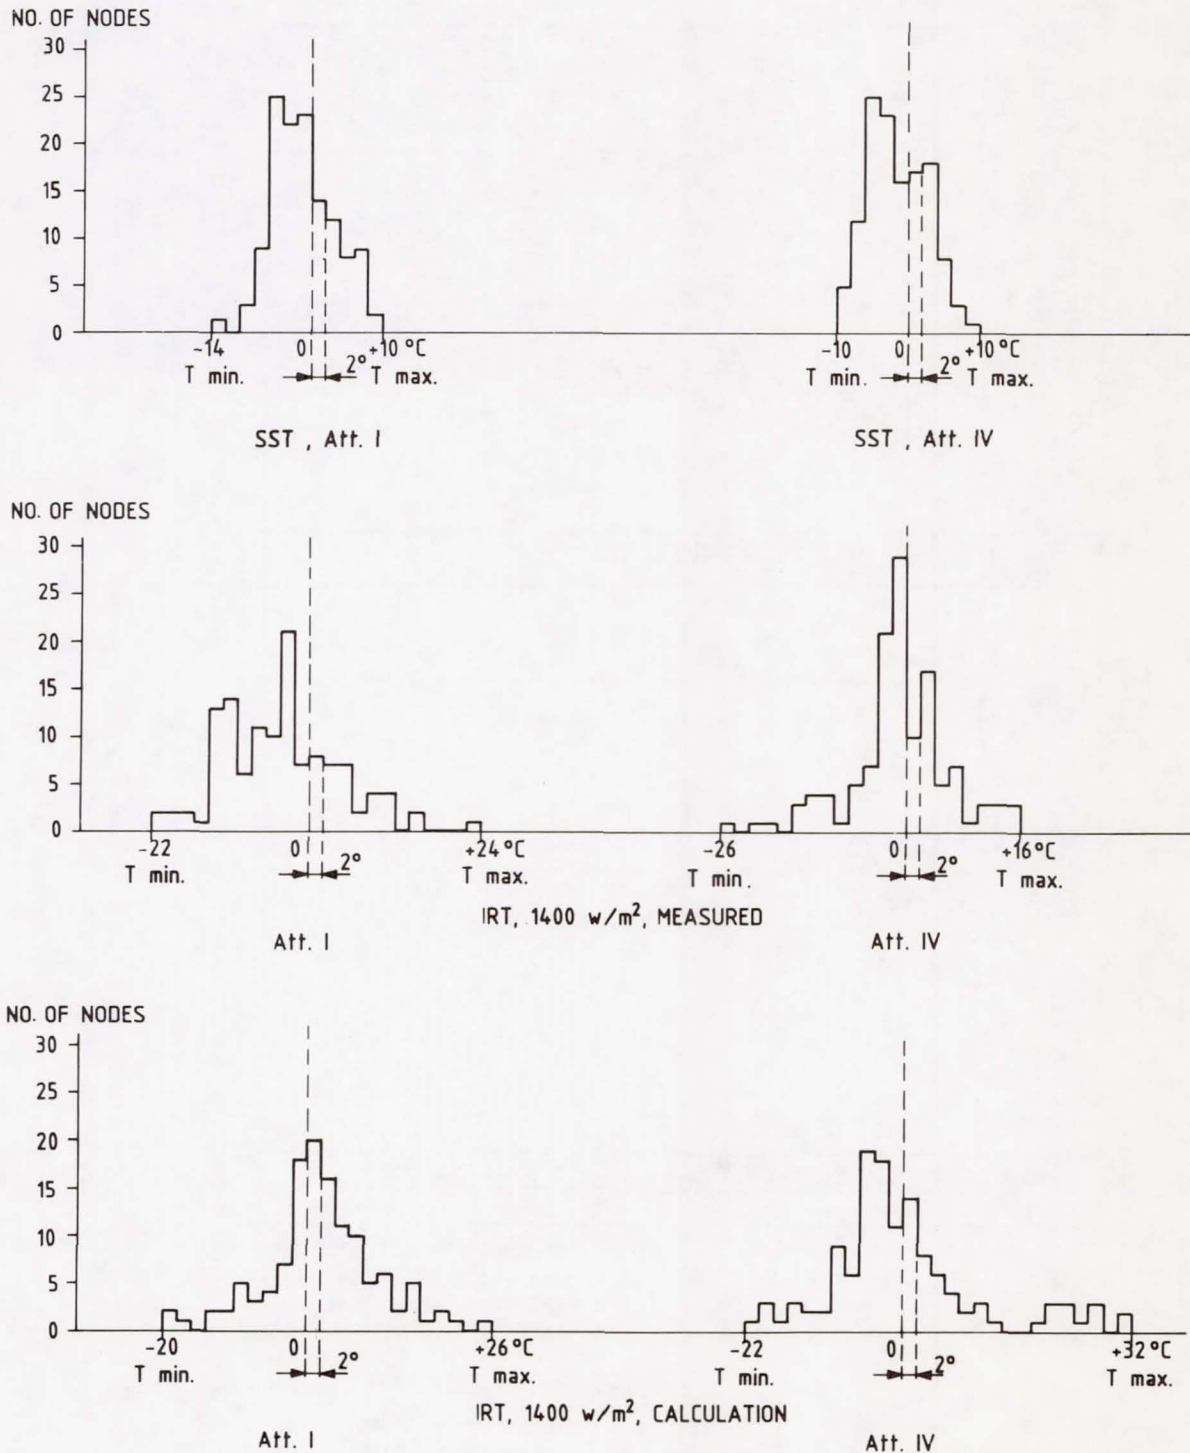 NO. OF NODES
30
25
20
15
10
5
0
-14 0 +10 °C
T min. 2° T max.
SST , Att. I
-10 0 +10 °C
T min. 2° T max.
SST , Att. IV
NO. OF NODES
30
25
20
15
10
5
0
-22 0 +24 °C
T min. 2° T max.
-26 0 +16 °C
T min. 2° T max.
IRT, 1400 w/m², MEASURED
Att. I
Att. IV
NO. OF NODES
30
25
20
15
10
5
0
-20 0 +26 °C
T min. 2° T max.
-22 0 +32 °C
T min. 2° T max.
IRT, 1400 w/m², CALCULATION
Att. I
Att. IV